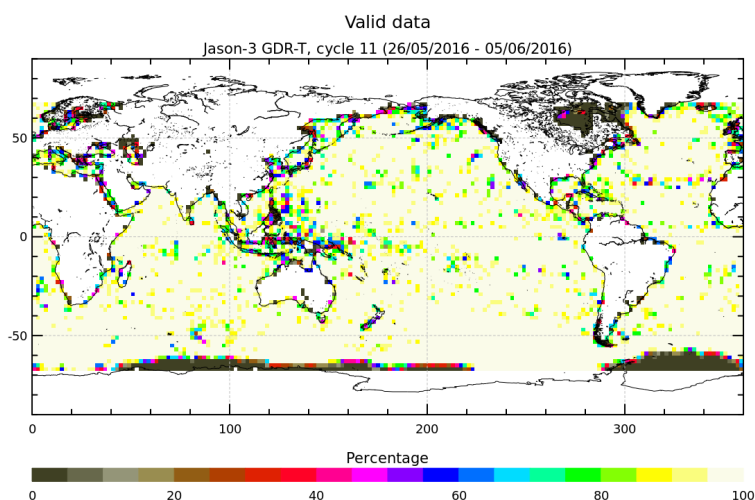 Valid data
Jason-3 GDR-T, cycle 11 (26/05/2016 - 05/06/2016)
50
0
-50
0 100 200 300
Percentage
0 20 40 60 80 100